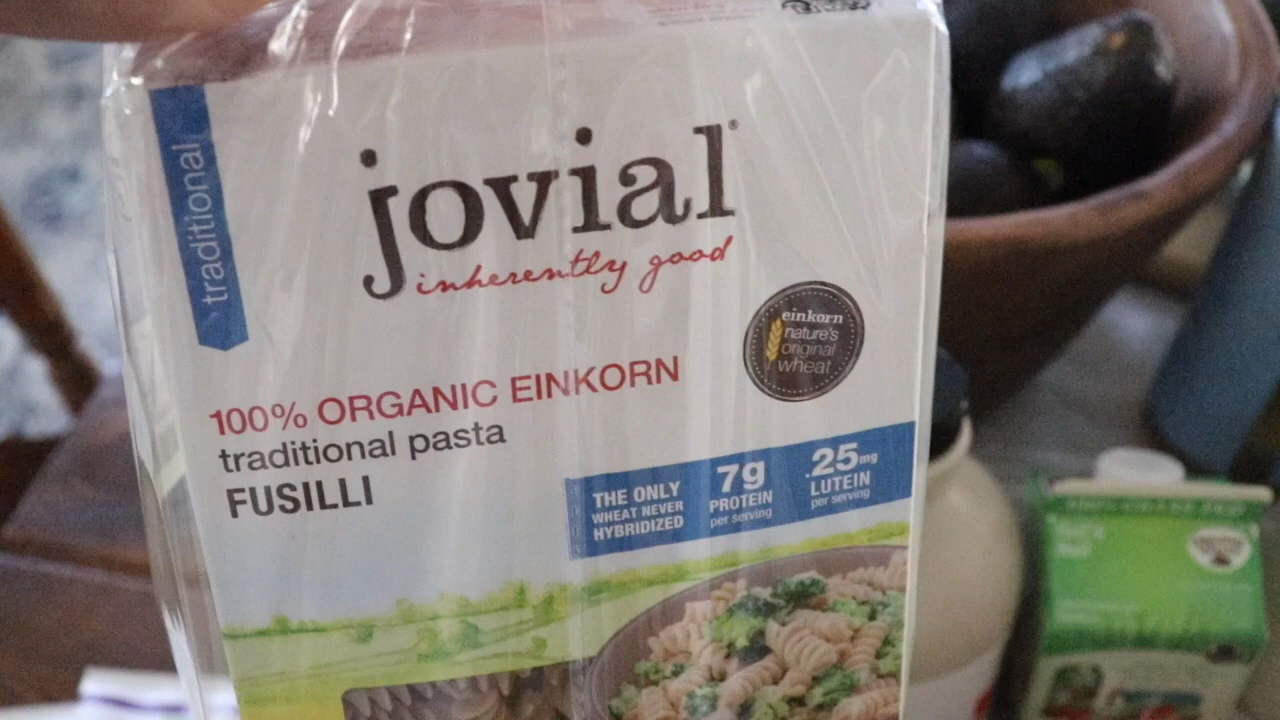 traditional
jovial®
inherently good
einkorn
nature's
original
wheat
100% ORGANIC EINKORN
traditional pasta
FUSILLI
THE ONLY
WHEAT NEVER
HYBRIDIZED
7g
PROTEIN
per serving
.25mg
LUTEIN
per serving